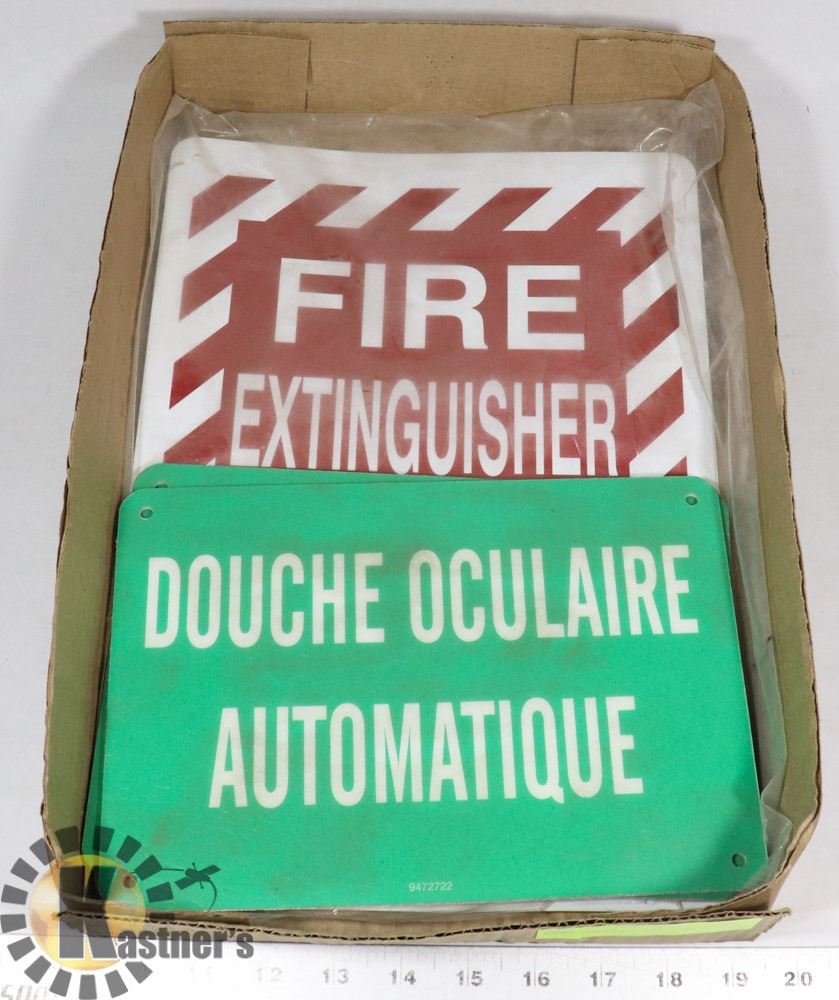 FIRE
EXTINGUISHER
DOUCHE OCULAIRE
AUTOMATIQUE
9472722
Kastner's
12 13 14 15 16 17 18 19 20